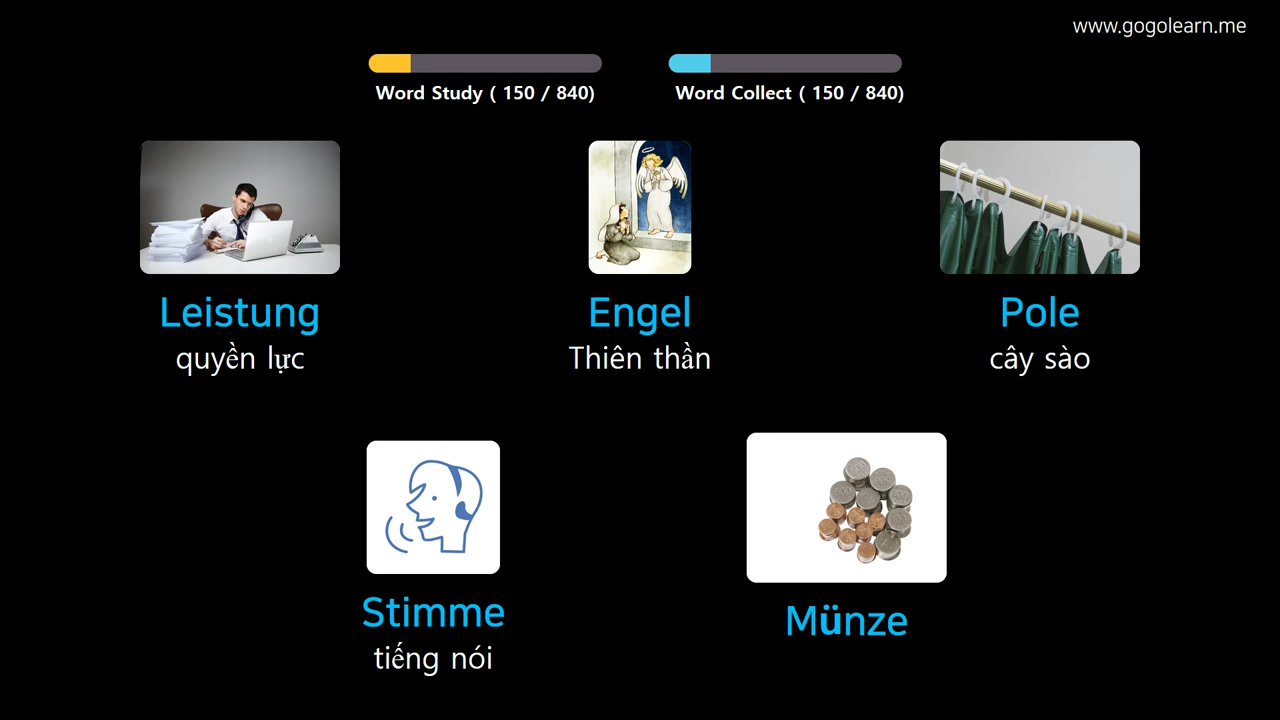 www.gogolearn.me
Word Study ( 150 / 840)
Word Collect ( 150 / 840)
Leistung
quyền lực
Engel
Thiên thần
Pole
cây sào
Stimme
tiếng nói
Münze